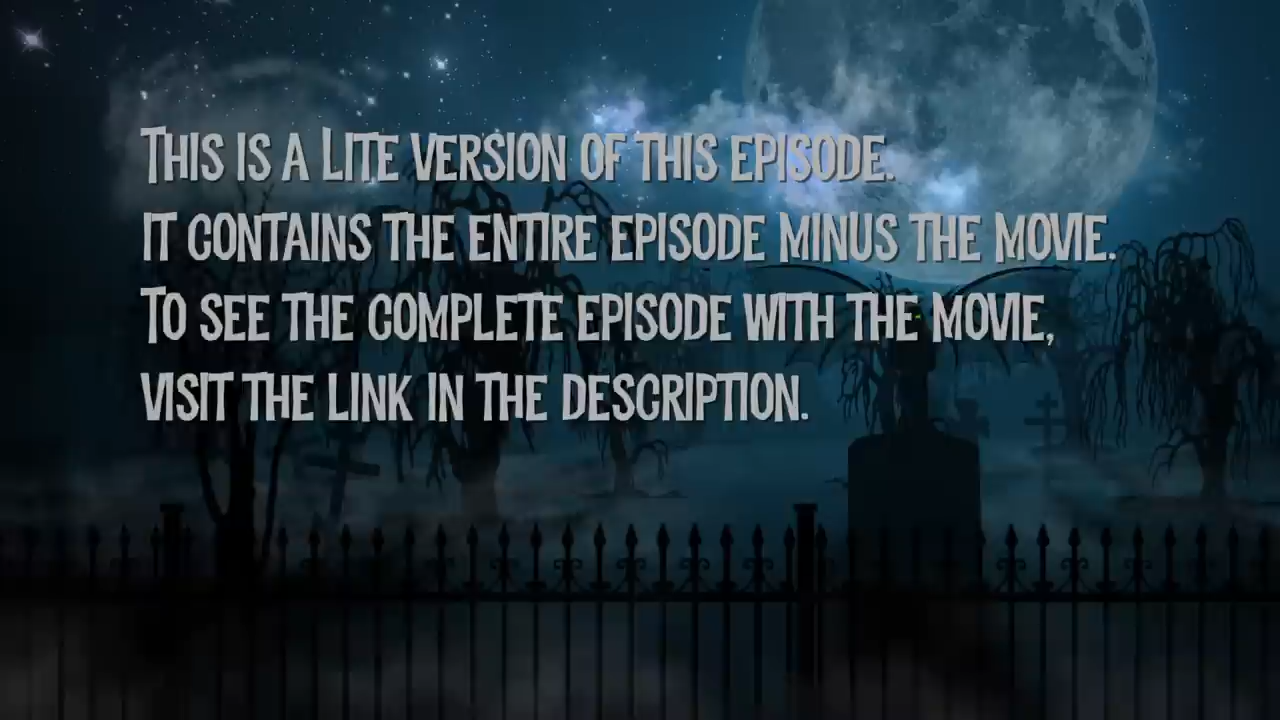 This is a Lite version of this episode.
It contains the entire episode minus the movie.
To see the complete episode with the movie,
visit the link in the description.